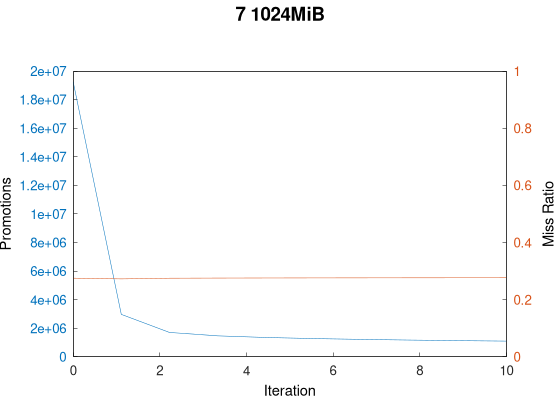 7 1024MiB
Promotions
2e+07
1.8e+07
1.6e+07
1.4e+07
1.2e+07
1e+07
8e+06
6e+06
4e+06
2e+06
0
1
0.8
0.6
0.4
0.2
0
Miss Ratio
0 2 4 6 8 10
Iteration